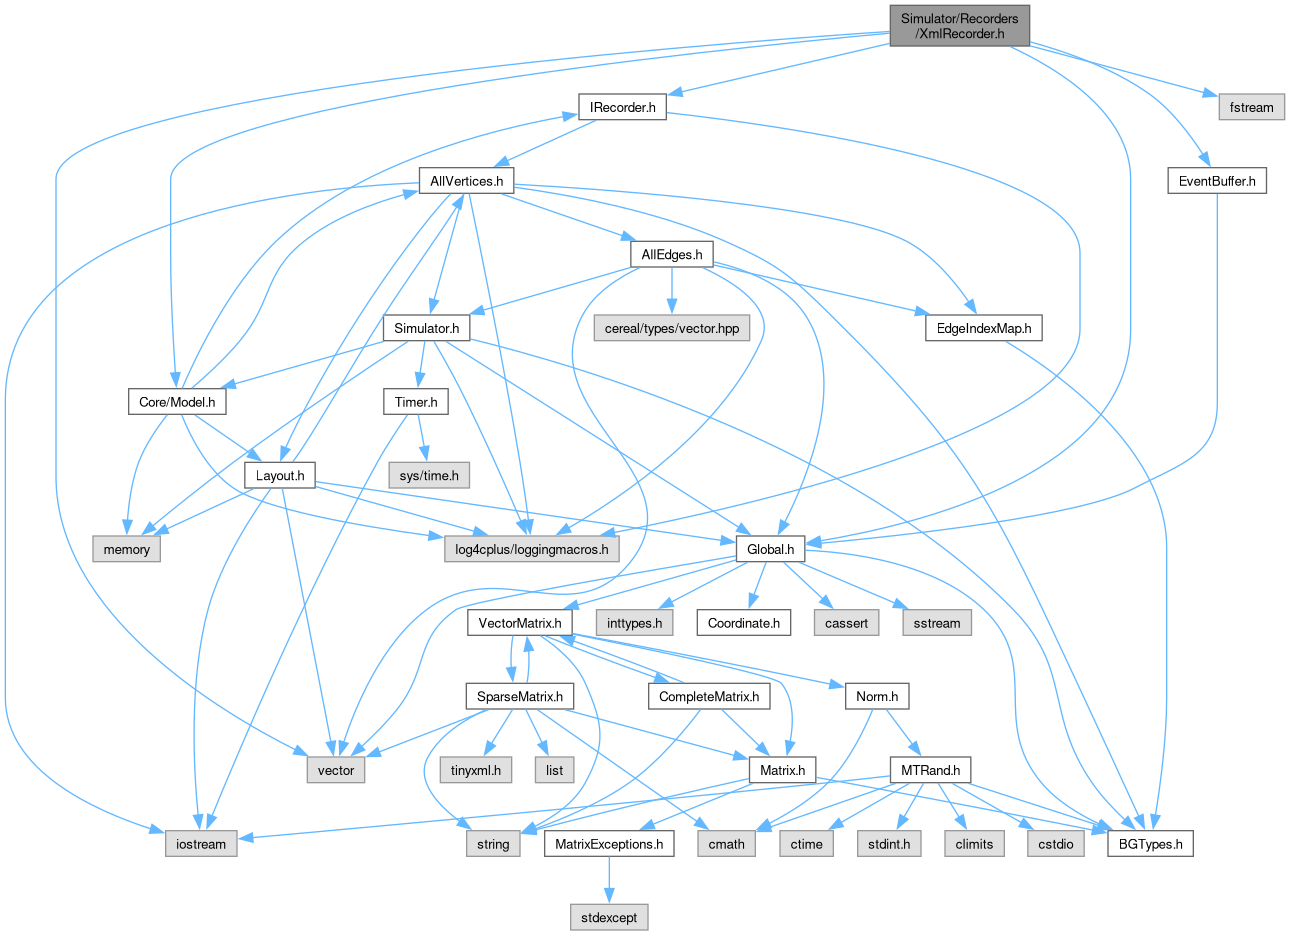 Simulator/Recorders
/XmlRecorder.h
IRecorder.h
fstream
AllVertices.h
EventBuffer.h
AllEdges.h
Simulator.h
cereal/types/vector.hpp
EdgeIndexMap.h
Core/Model.h
Timer.h
Layout.h
sys/time.h
memory
log4cplus/loggingmacros.h
Global.h
VectorMatrix.h
inttypes.h
Coordinate.h
cassert
sstream
SparseMatrix.h
CompleteMatrix.h
Norm.h
vector
tinyxml.h
list
Matrix.h
MTRand.h
iostream
string
MatrixExceptions.h
cmath
ctime
stdint.h
climits
cstdio
BGTypes.h
stdexcept